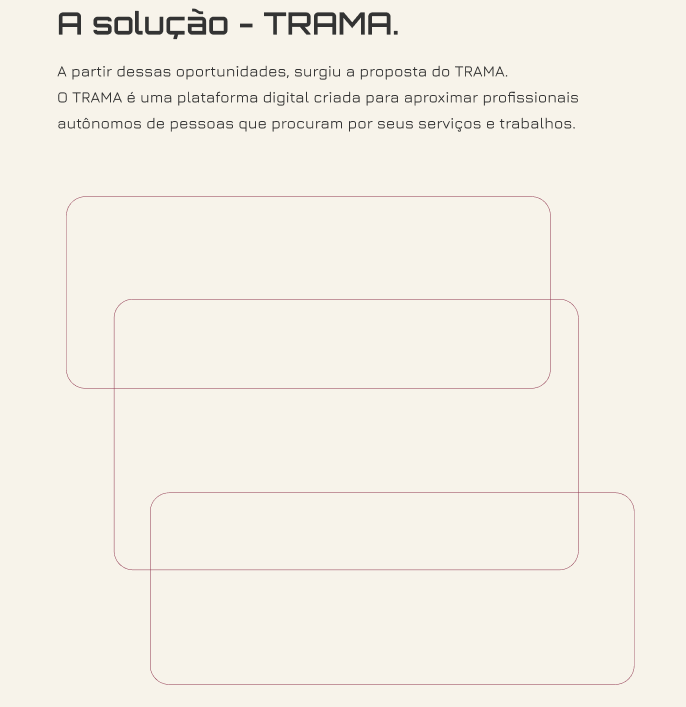 A solução - TRAMA.
A partir dessas oportunidades, surgiu a proposta do TRAMA.
O TRAMA é uma plataforma digital criada para aproximar profissionais
autônomos de pessoas que procuram por seus serviços e trabalhos.